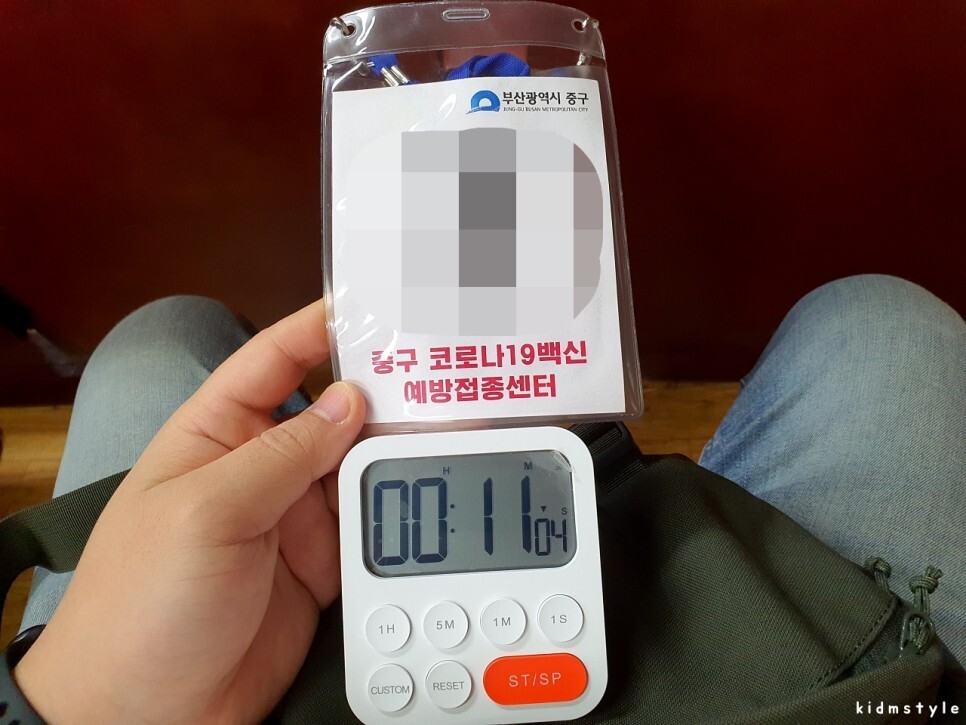 부산광역시 중구
JUNG-GU BUSAN METROPOLITAN CITY
중구 코로나19백신
예방접종센터
H M
00:11 04
S
1H 5M 1M 1S
CUSTOM RESET ST/SP
kidmstyle